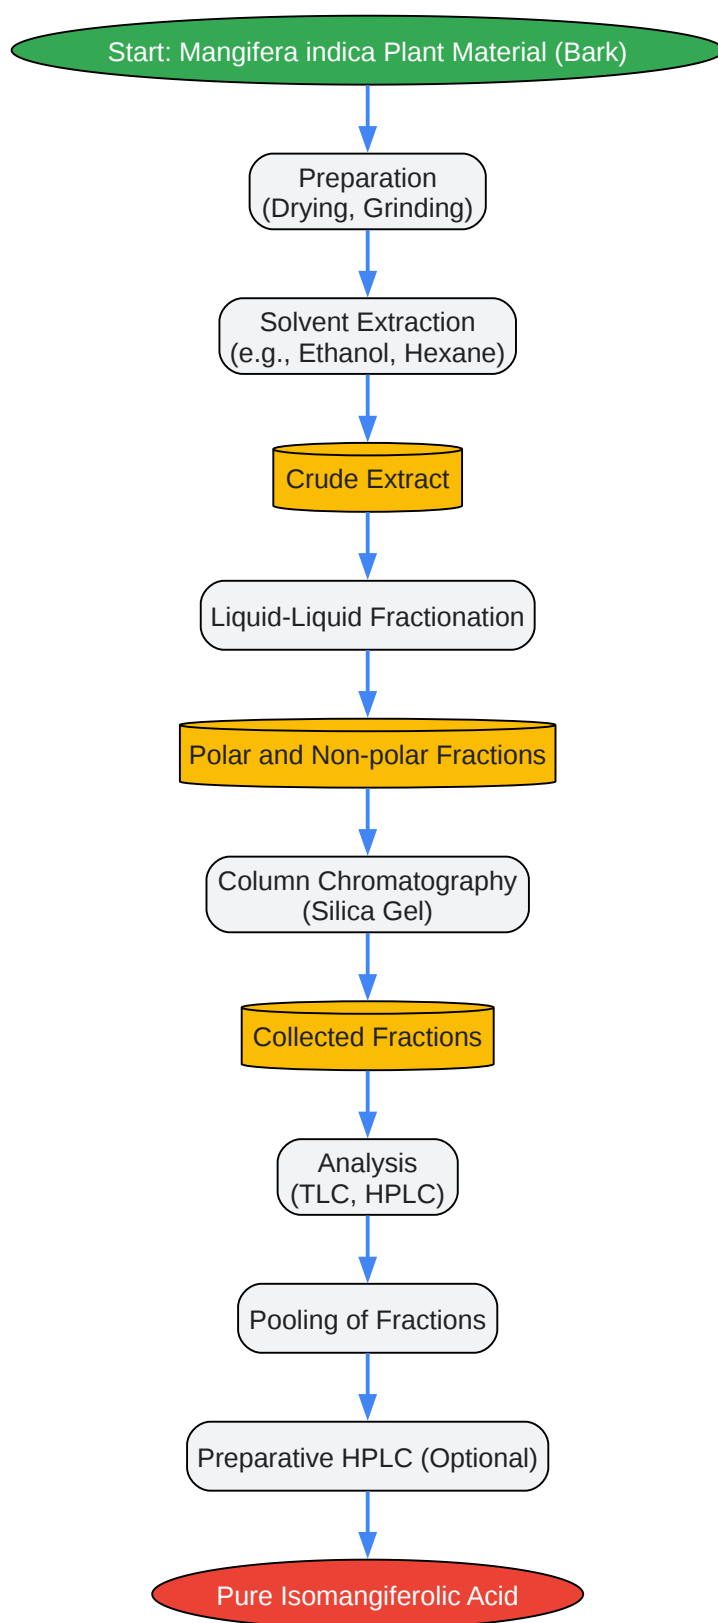 Start: Mangifera indica Plant Material (Bark)
Preparation
(Drying, Grinding)
Solvent Extraction
(e.g., Ethanol, Hexane)
Crude Extract
Liquid-Liquid Fractionation
Polar and Non-polar Fractions
Column Chromatography
(Silica Gel)
Collected Fractions
Analysis
(TLC, HPLC)
Pooling of Fractions
Preparative HPLC (Optional)
Pure Isomangiferolic Acid